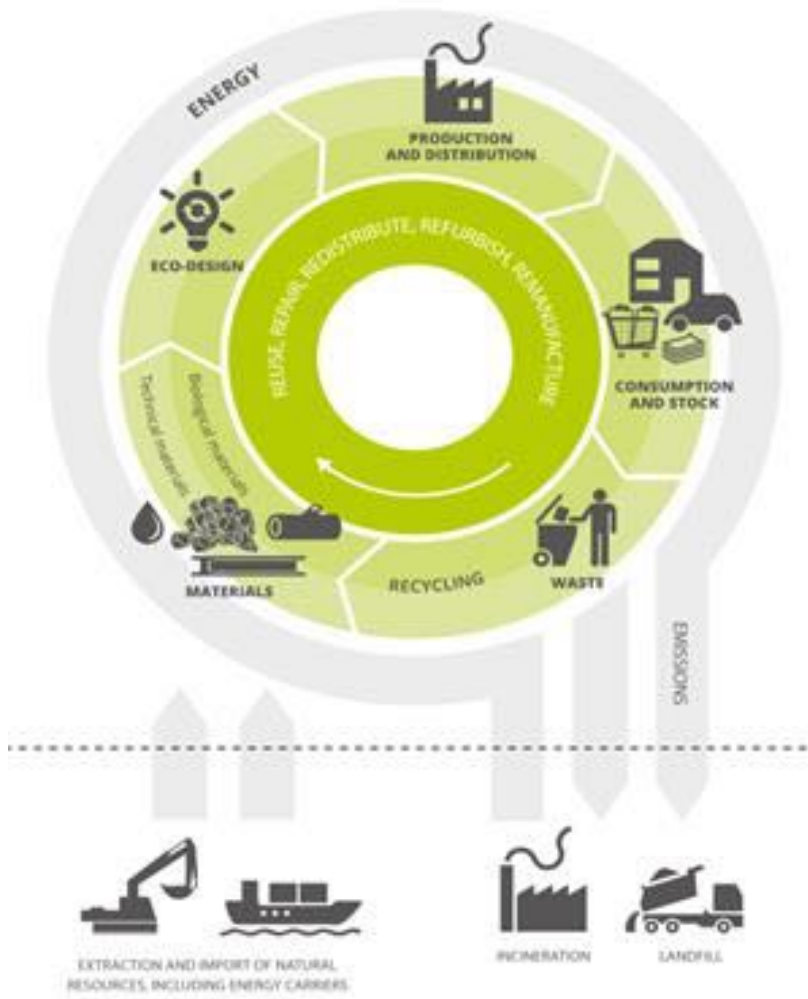 ENERGY
PRODUCTION
AND DISTRIBUTION
ECO-DESIGN
REUSE, REPAIR, REDISTRIBUTE, REFURBISH, REMANUFACTURE
CONSUMPTION
AND STOCK
Technical materials
Biological materials
MATERIALS
RECYCLING
WASTE
EMISSIONS
EXTRACTION AND IMPORT OF NATURAL
RESOURCES, INCLUDING ENERGY CARRIERS
INCINERATION
LANDFILL